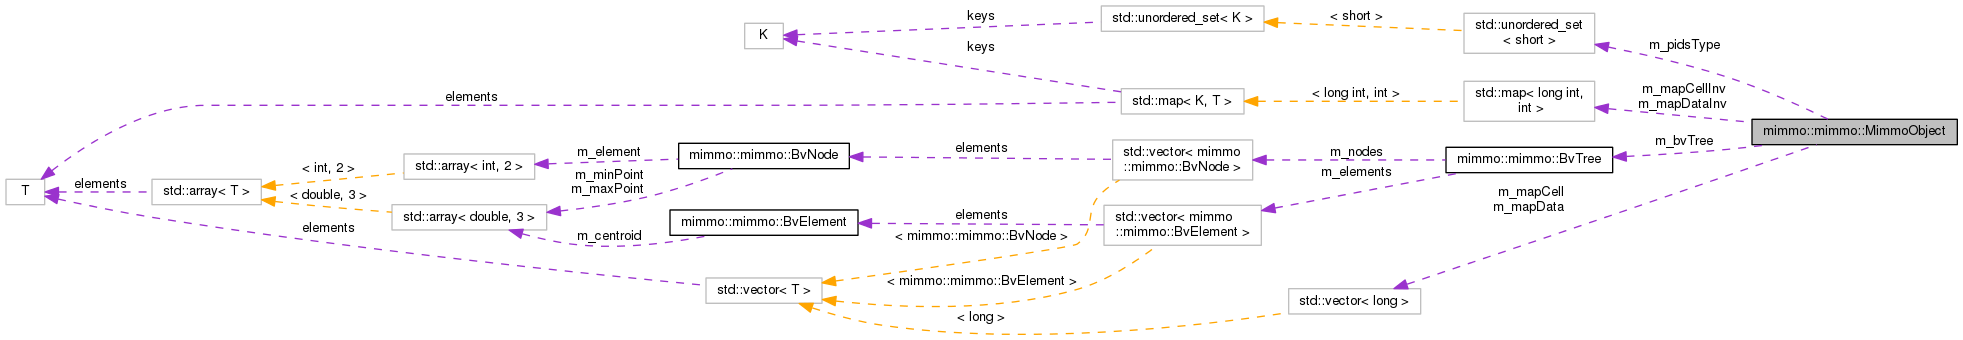 K
keys
keys
std::unordered_set< K >
< short >
std::unordered_set
< short >
m_pidsType
elements
std::map< K, T >
< long int, int >
std::map< long int,
int >
m_mapCellInv
m_mapDataInv
mimmo::mimmo::MimmoObject
m_bvTree
T
elements
std::array< T >
< int, 2 >
< double, 3 >
std::array< int, 2 >
std::array< double, 3 >
m_element
m_minPoint
m_maxPoint
m_centroid
mimmo::mimmo::BvNode
mimmo::mimmo::BvElement
elements
elements
std::vector< mimmo
::mimmo::BvNode >
std::vector< mimmo
::mimmo::BvElement >
m_nodes
m_elements
mimmo::mimmo::BvTree
m_mapCell
m_mapData
elements
< mimmo::mimmo::BvNode >
< mimmo::mimmo::BvElement >
std::vector< T >
< long >
std::vector< long >